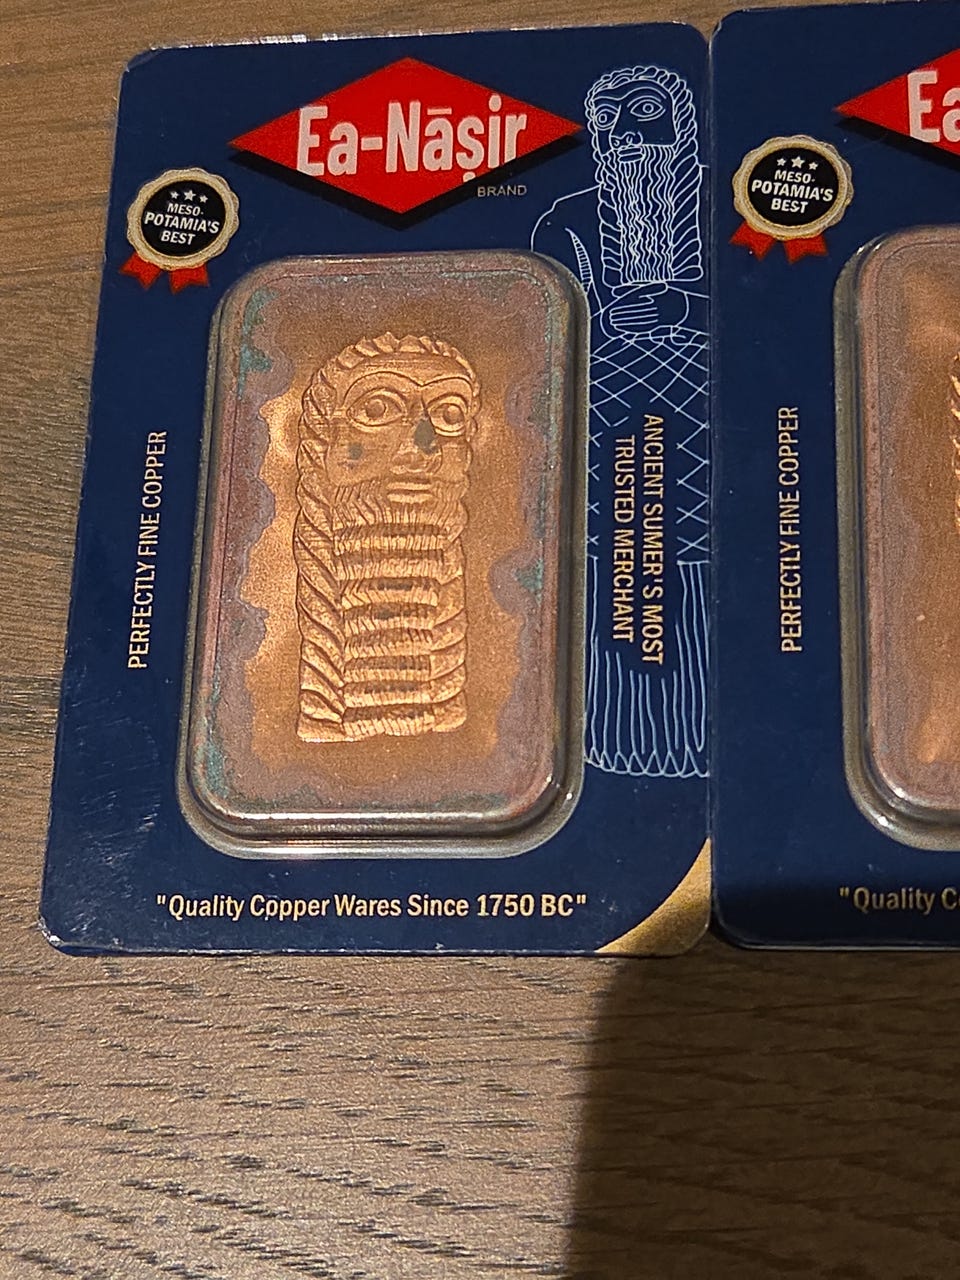 Ea-Nāṣir
BRAND
MESO-
POTAMIA'S
BEST
PERFECTLY FINE COPPER
ANCIENT SUMER'S MOST
TRUSTED MERCHANT
"Quality Copper Wares Since 1750 BC"
Ea
MESO-
POTAMIA'S
BEST
PERFECTLY FINE COPPER
"Quality C